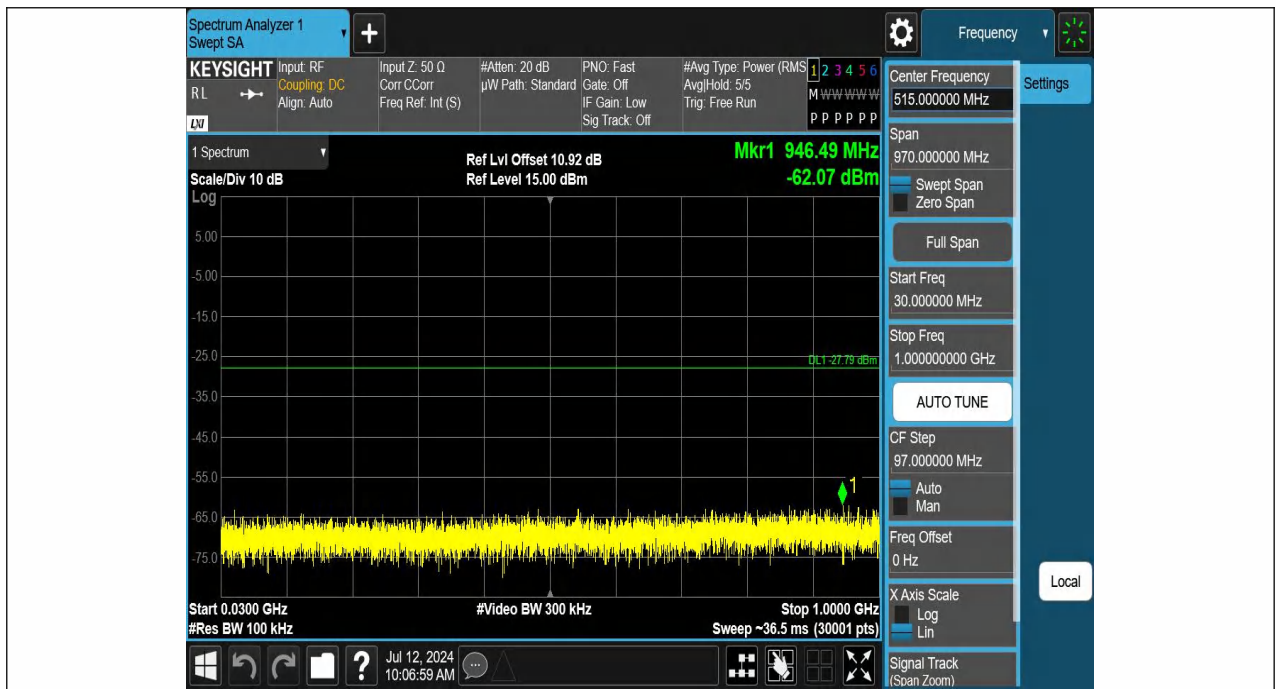 Spectrum Analyzer 1
Swept SA
+
Frequency
KEYSIGHT
RL
LXI
Input: RF
Coupling: DC
Align: Auto
Input Z: 50 Ω
Corr CCorr
Freq Ref: Int (S)
#Atten: 20 dB
µW Path: Standard
PNO: Fast
Gate: Off
IF Gain: Low
Sig Track: Off
#Avg Type: Power (RMS
Avg|Hold: 5/5
Trig: Free Run
1 2 3 4 5 6
M W W W W W
P P P P P P
1 Spectrum
Scale/Div 10 dB
Ref Lvl Offset 10.92 dB
Ref Level 15.00 dBm
Mkr1 946.49 MHz
-62.07 dBm
Log
5.00
-5.00
-15.0
-25.0
DL1 -27.79 dBm
-35.0
-45.0
-55.0
1
-65.0
-75.0
Start 0.0300 GHz
#Video BW 300 kHz
Stop 1.0000 GHz
#Res BW 100 kHz
Sweep ~36.5 ms (30001 pts)
Center Frequency
515.000000 MHz
Span
970.000000 MHz
Swept Span
Zero Span
Full Span
Start Freq
30.000000 MHz
Stop Freq
1.000000000 GHz
AUTO TUNE
CF Step
97.000000 MHz
Auto
Man
Freq Offset
0 Hz
X Axis Scale
Log
Lin
Signal Track
(Span Zoom)
Settings
Local
?
Jul 12, 2024
10:06:59 AM